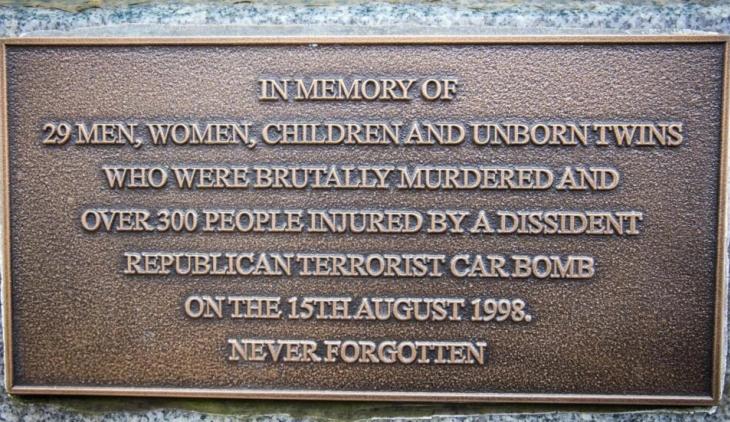 IN MEMORY OF
29 MEN, WOMEN, CHILDREN AND UNBORN TWINS
WHO WERE BRUTALLY MURDERED AND
OVER 300 PEOPLE INJURED BY A DISSIDENT
REPUBLICAN TERRORIST CAR BOMB
ON THE 15TH AUGUST 1998.
NEVER FORGOTTEN